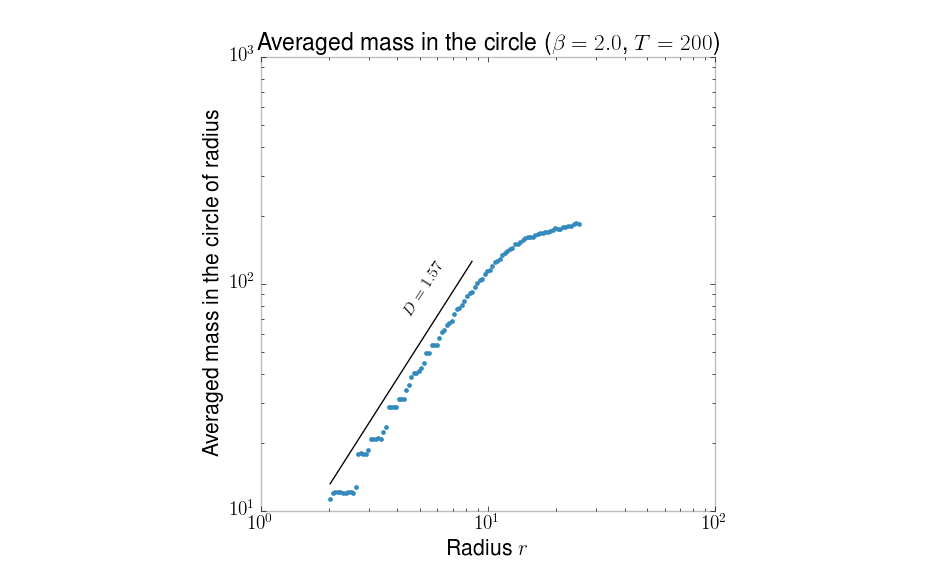 Averaged mass in the circle (β = 2.0, T = 200)
10³
Averaged mass in the circle of radius
D = 1.57
10²
10¹
10⁰
10¹
10²
Radius r